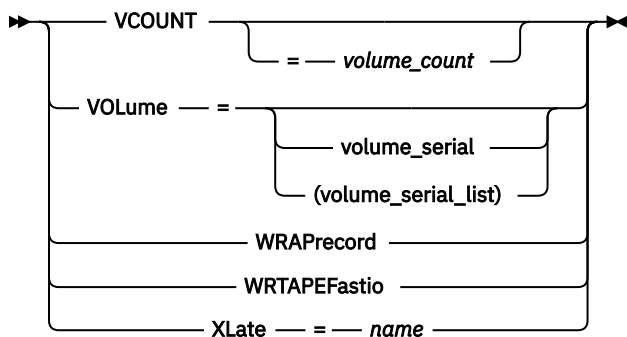 VCOUNT
= volume_count
VOLume =
volume_serial
(volume_serial_list)
WRAPrecord
WRTAPEFastio
XLate = name